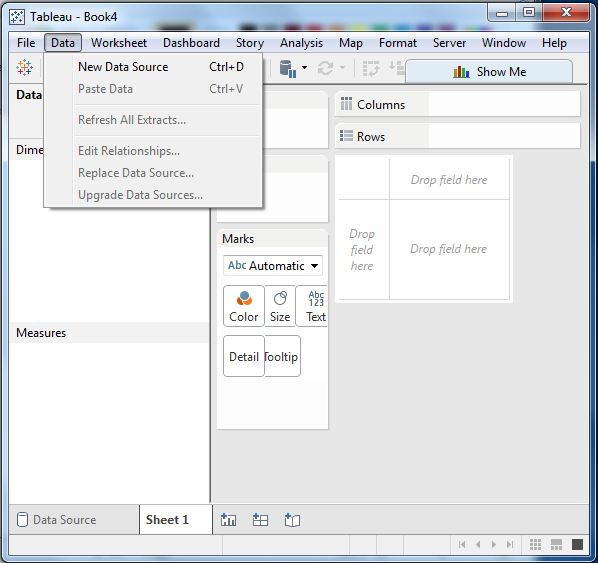 Tableau - Book4
File Data Worksheet Dashboard Story Analysis Map Format Server Window Help
New Data Source Ctrl+D
Paste Data Ctrl+V
Refresh All Extracts...
Edit Relationships...
Replace Data Source...
Upgrade Data Sources...
Show Me
Data
Dime
Measures
Columns
Rows
Drop field here
Drop
field
here
Drop field here
Marks
Abc Automatic
Abc
123
Color Size Text
Detail Tooltip
Data Source Sheet 1